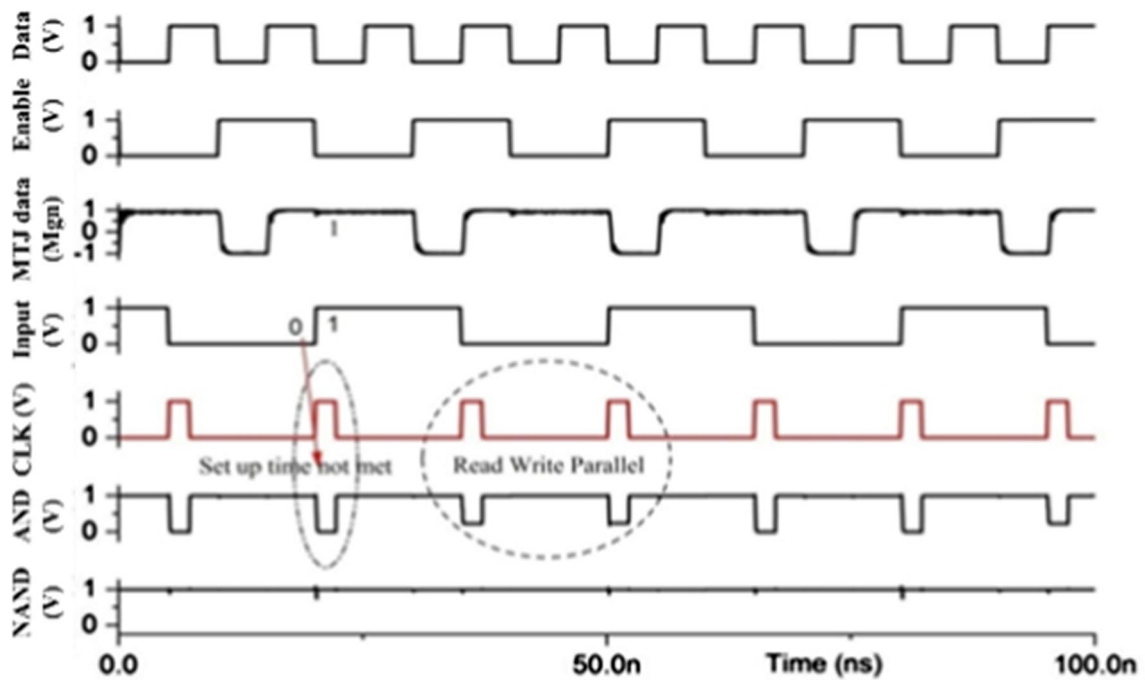 Data (V)
1
0
Enable (V)
1
0
MTJ data (Mgn)
1
0
-1
1
Input (V)
1
0
0 1
CLK (V)
1
0
Set up time not met
Read Write Parallel
AND (V)
1
0
NAND (V)
1
0
0.0 50.0n Time (ns) 100.0n